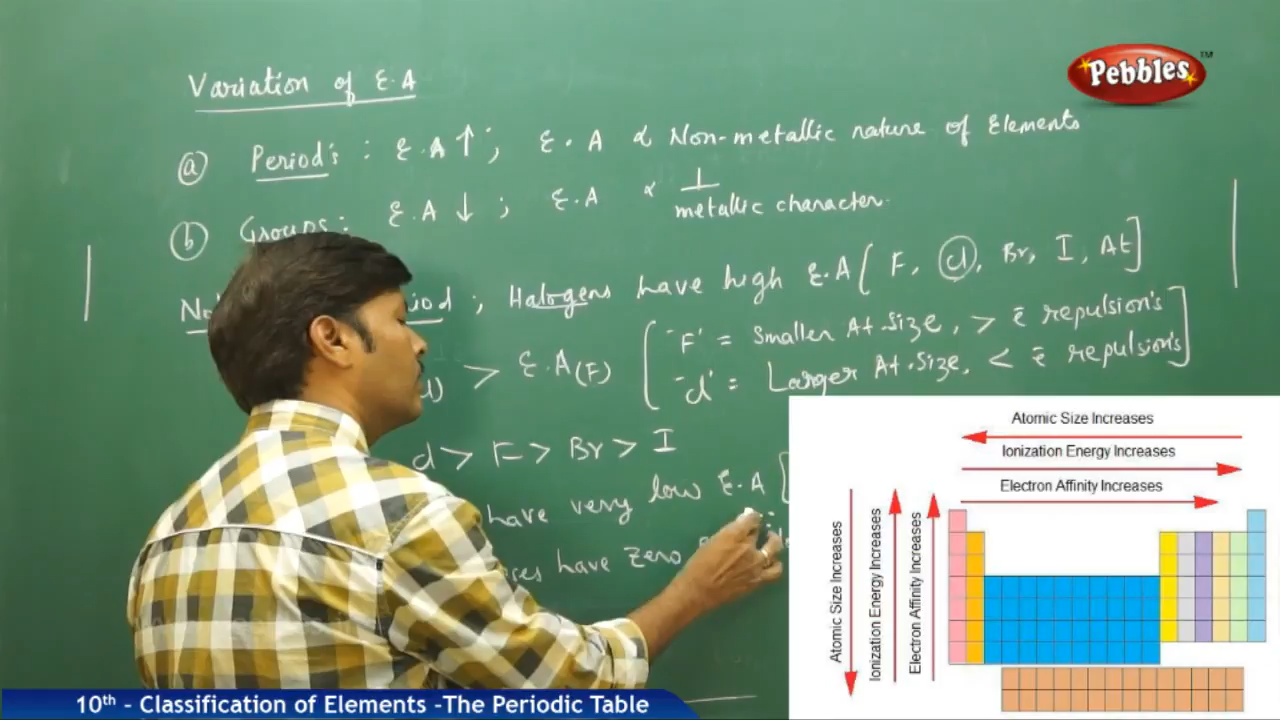 Variation of E.A
Pebbles™
(a) Period's : E.A ↑ ; E.A ∝ Non-metallic nature of Elements
(b) Groups : E.A ↓ ; E.A ∝ 1
metallic character.
Halogens have high E.A [ F, Cl, Br, I, At ]
> E.A(F) 'F' = Smaller At.Size, > ē repulsion's
'Cl' = Larger At.Size, < ē repulsion's
Cl > F > Br > I
have very low E.A [
have zero
Atomic Size Increases
Ionization Energy Increases
Electron Affinity Increases
Atomic Size Increases
Ionization Energy Increases
Electron Affinity Increases
10th - Classification of Elements -The Periodic Table